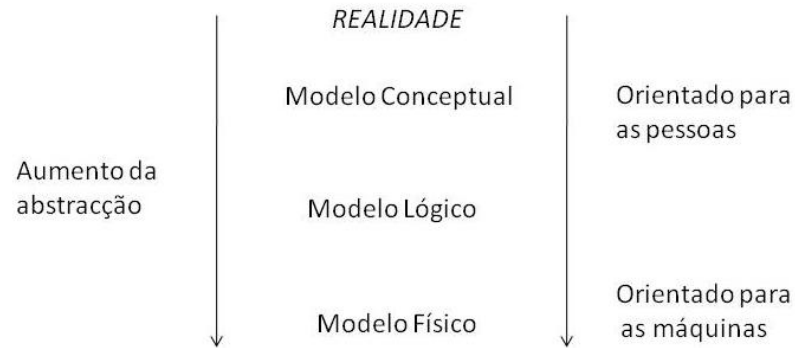 REALIDADE
Modelo Conceptual
Orientado para
as pessoas
Aumento da
abstracção
Modelo Lógico
Orientado para
as máquinas
Modelo Físico